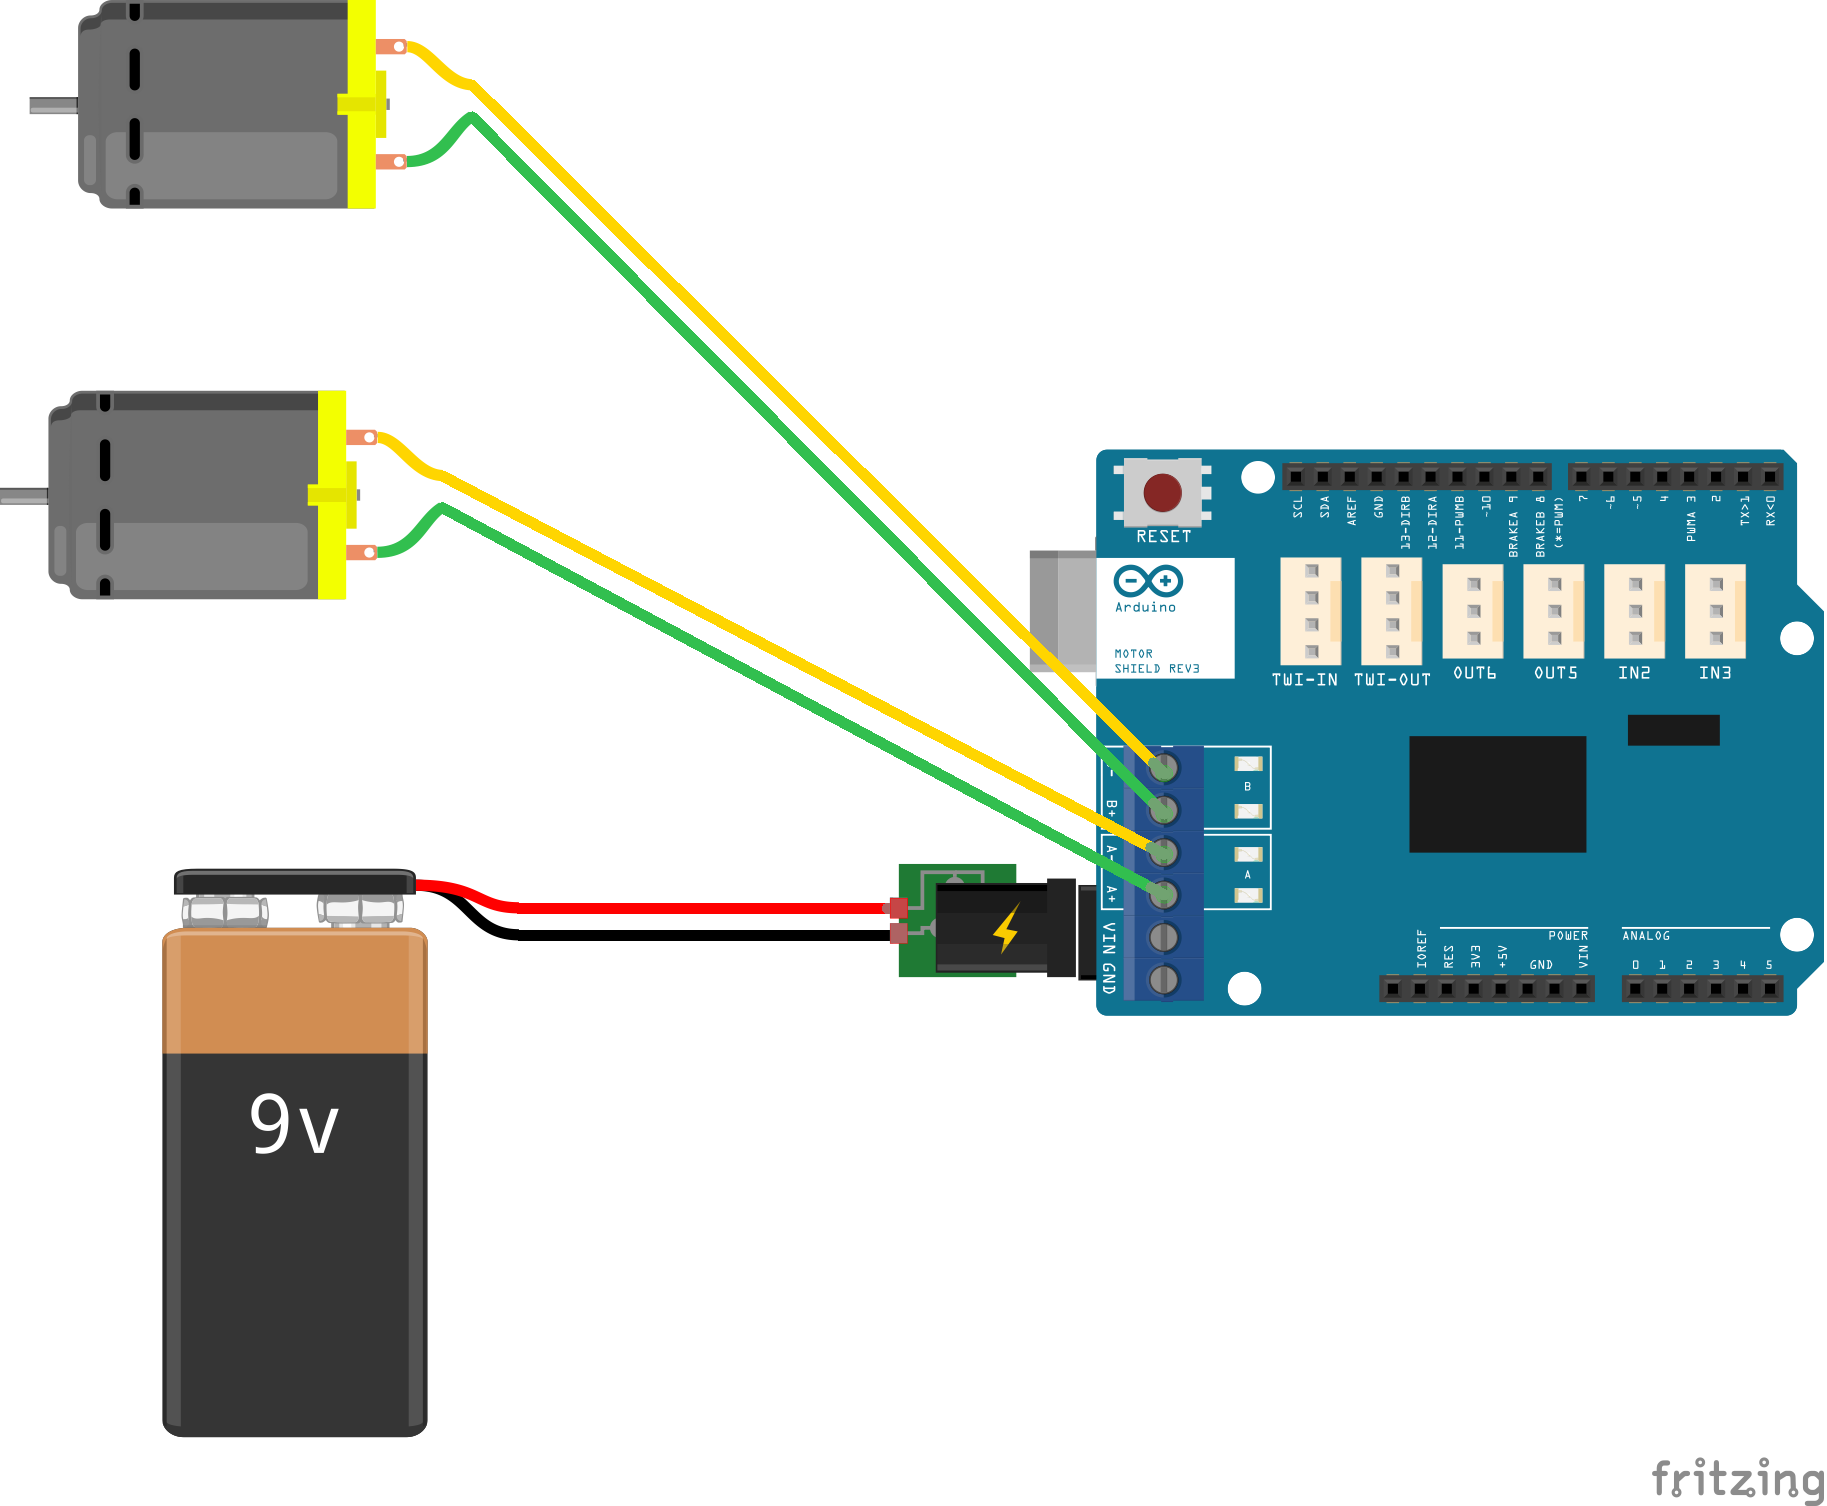 SCL
SDA
AREF
GND
13-DIRB
12-DIRA
11-PWMB
~10
BRAKEA 9
BRAKEB 8
(*=PWM)
7
~6
~5
4
PWMA 3
2
TX>1
RX<0
RESET
Arduino
MOTOR
SHIELD REV3
TWI-IN
TWI-OUT
OUT6
OUT5
IN2
IN3
B
B+
A-
A
A+
VIN
GND
POWER
ANALOG
IOREF
RES
3V3
+5V
GND
VIN
0
1
2
3
4
5
9v
fritzing